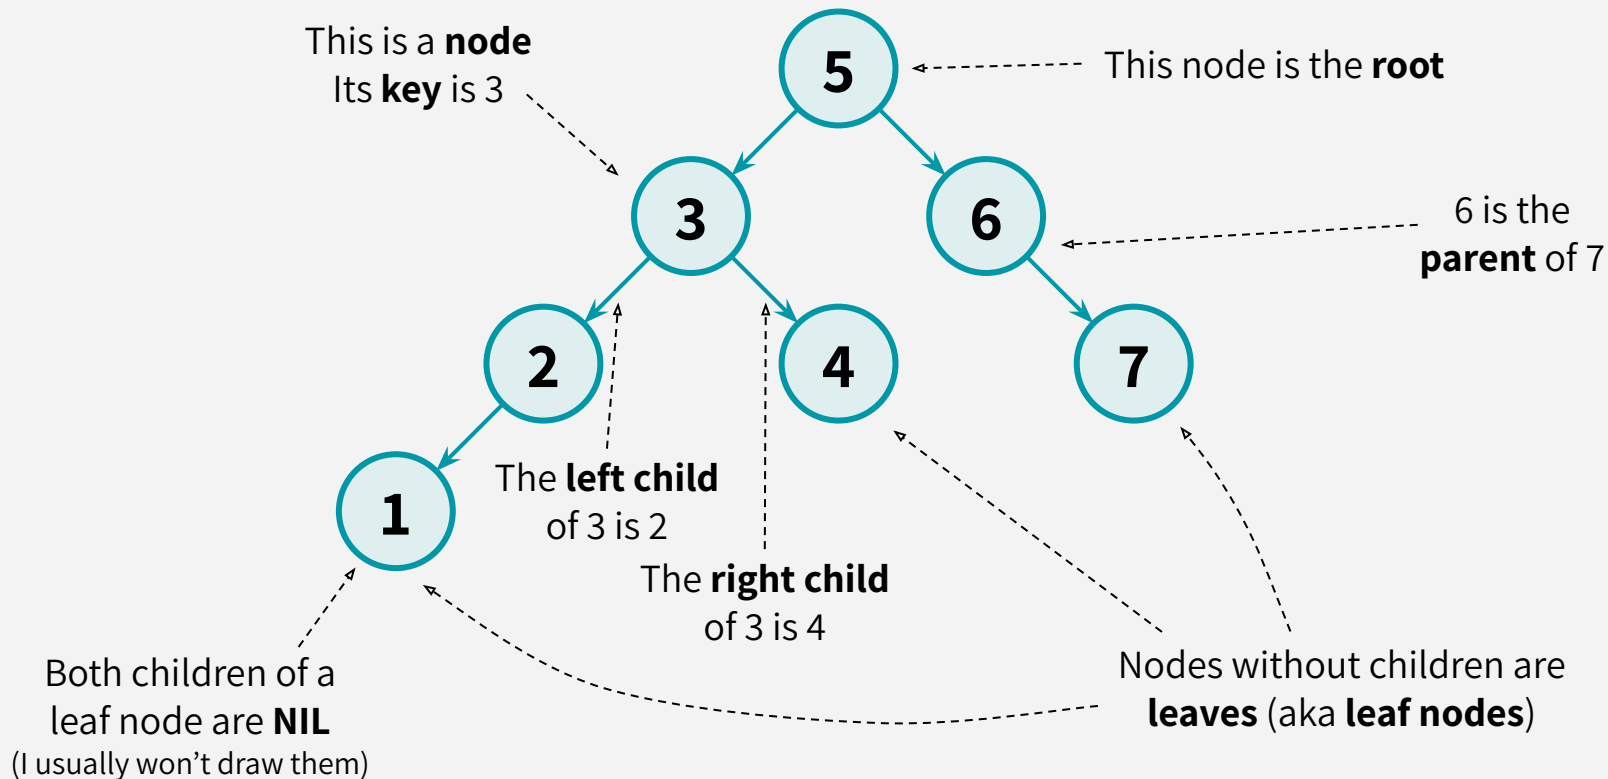 This is a node
Its key is 3
5
This node is the root
3
6
6 is the
parent of 7
2
4
7
1
The left child
of 3 is 2
The right child
of 3 is 4
Both children of a
leaf node are NIL
(I usually won’t draw them)
Nodes without children are
leaves (aka leaf nodes)